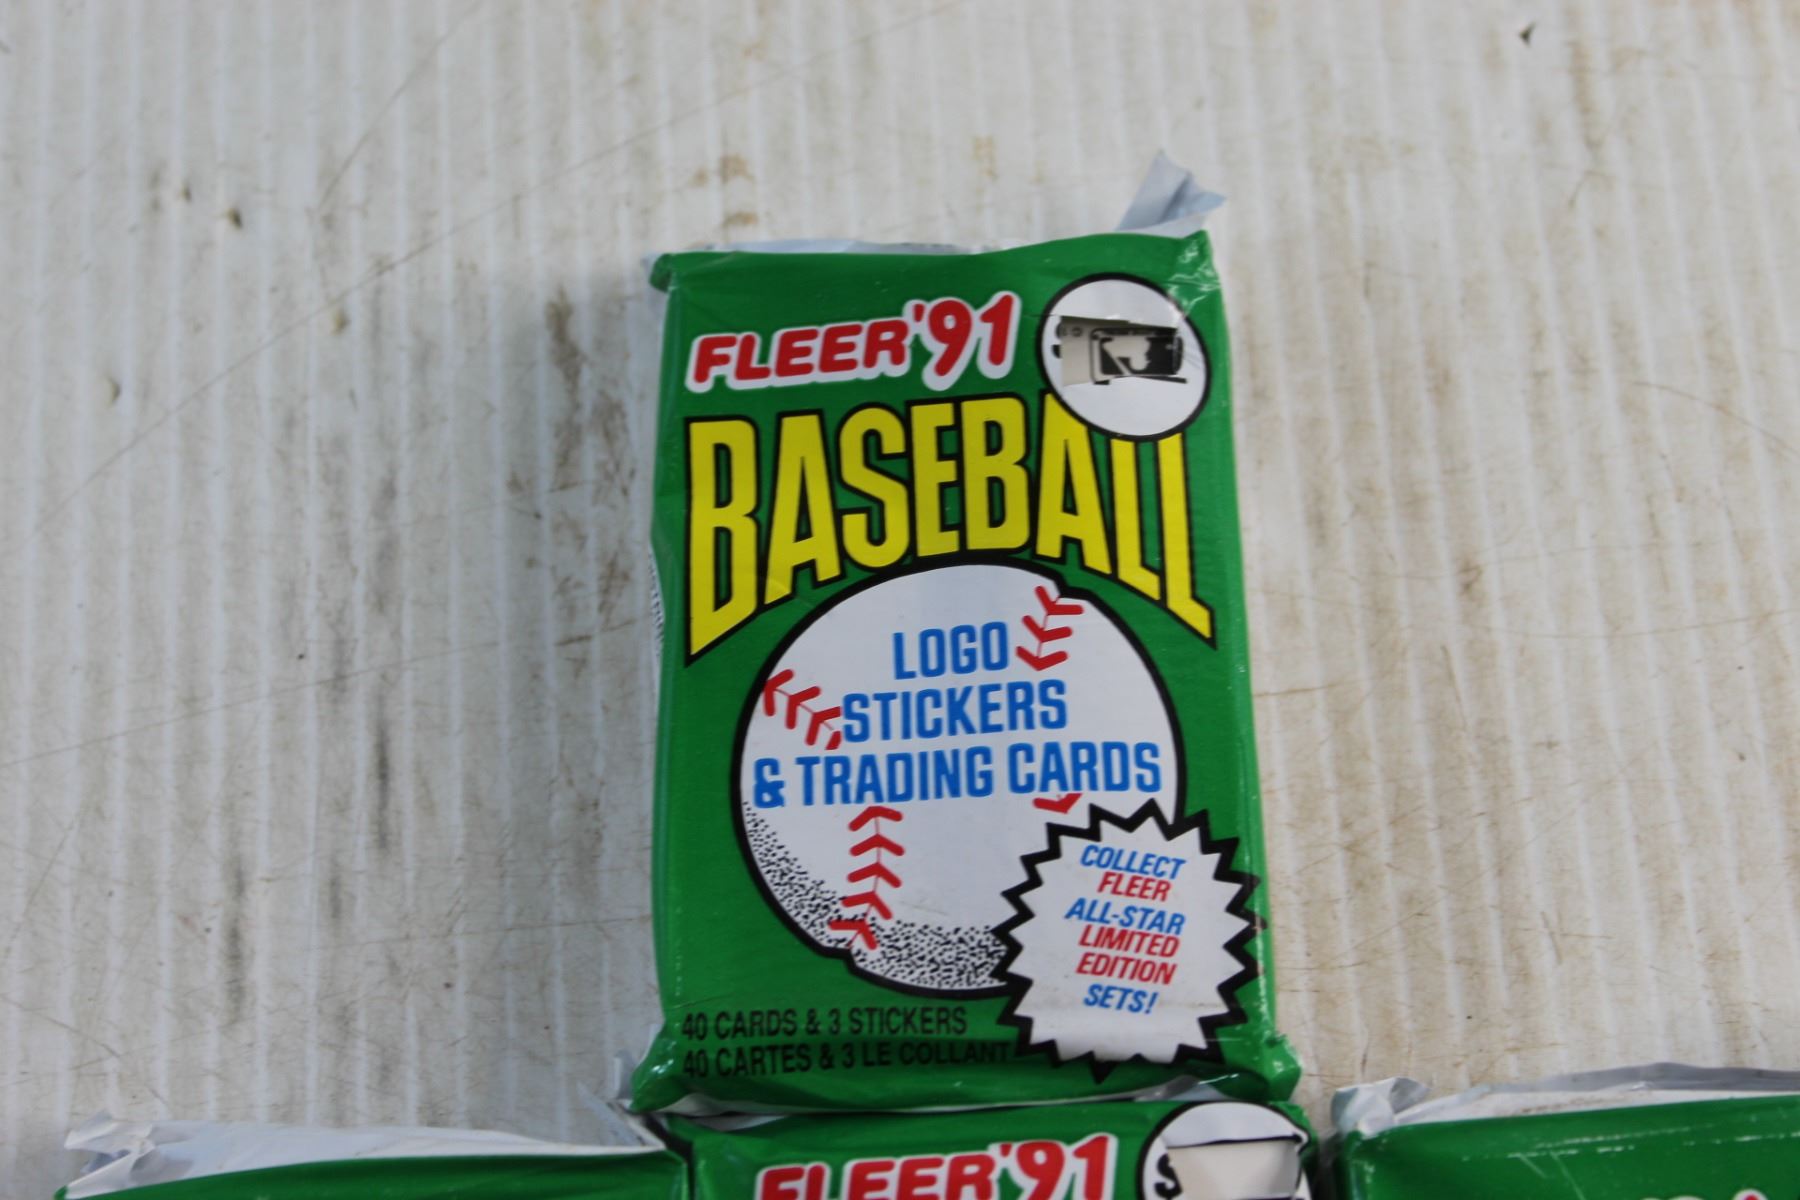 FLEER '91
BASEBALL
LOGO
STICKERS
& TRADING CARDS
COLLECT
FLEER
ALL-STAR
LIMITED
EDITION
SETS!
40 CARDS & 3 STICKERS
40 CARTES & 3 LE COLLANT
FLEER '91
$